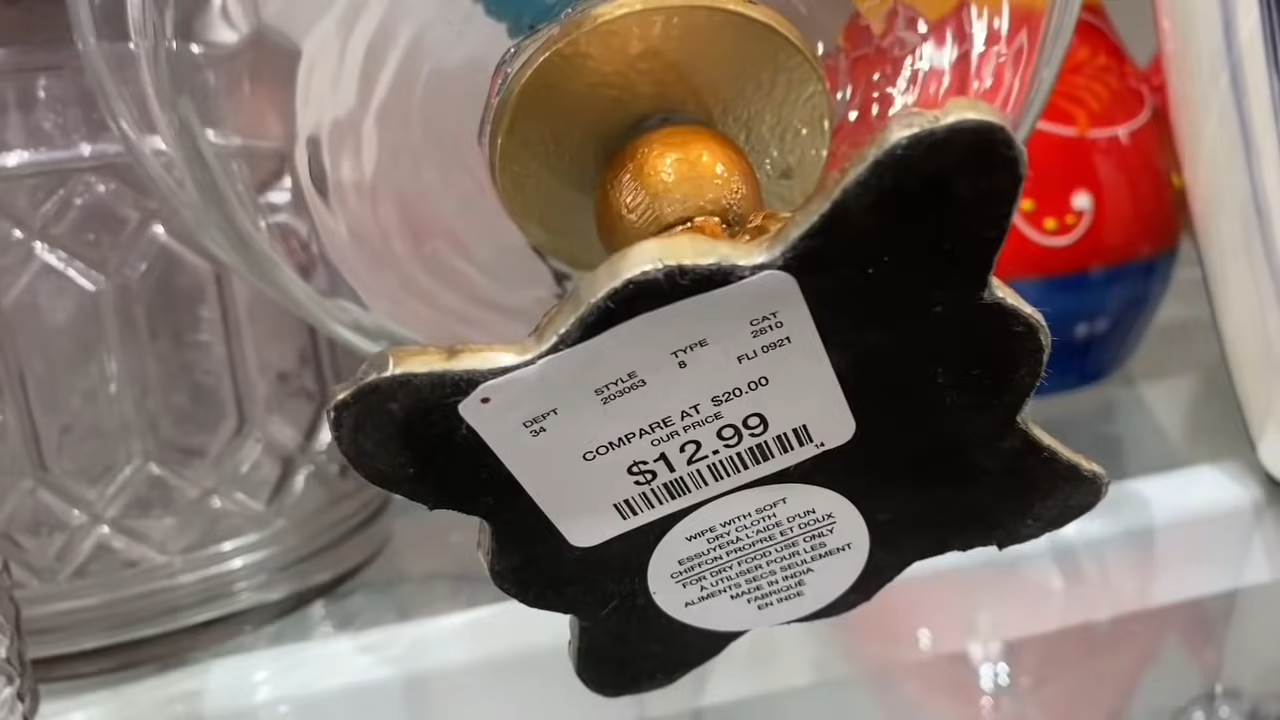 DEPT STYLE TYPE CAT
34 203063 8 2810
FLJ 0921
COMPARE AT $20.00
OUR PRICE
$12.99
14
WIPE WITH SOFT
DRY CLOTH
ESSUYERÀ L'AIDE D'UN
CHIFFON PROPRE ET DOUX
FOR DRY FOOD USE ONLY
À UTILISER POUR LES
ALIMENTS SECS SEULEMENT
MADE IN INDIA
FABRIQUÉ
EN INDE